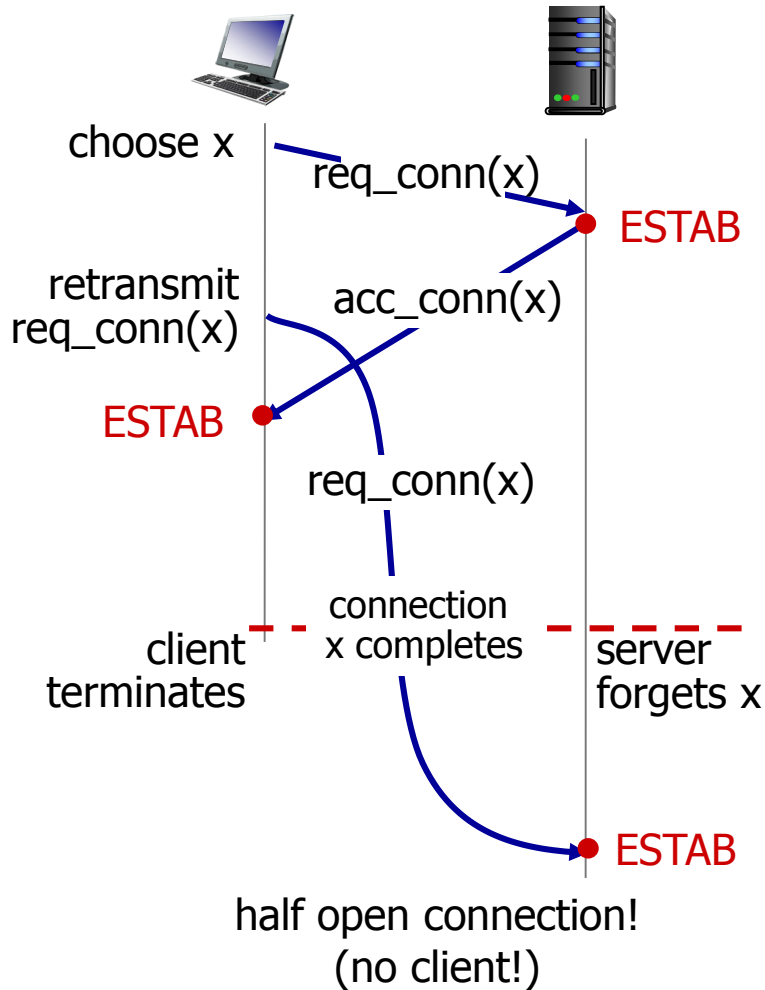 choose x
req_conn(x)
ESTAB
retransmit
req_conn(x)
acc_conn(x)
ESTAB
req_conn(x)
connection
x completes
client
terminates
server
forgets x
ESTAB
half open connection!
(no client!)